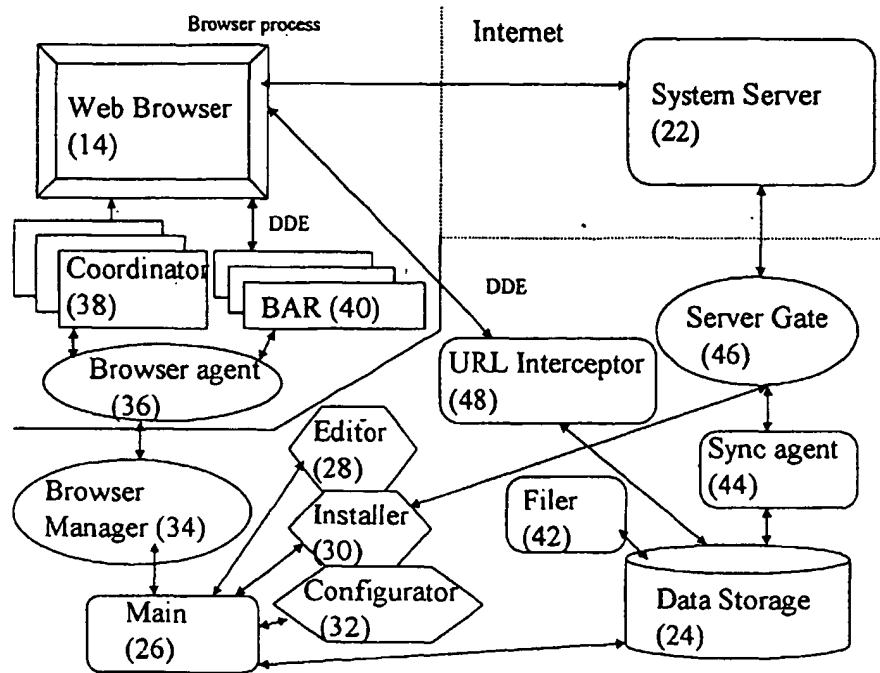 Browser process
Internet
Web Browser
(14)
System Server
(22)
DDE
Coordinator
(38)
BAR (40)
DDE
Server Gate
(46)
URL Interceptor
(48)
Browser agent
(36)
Editor
(28)
Sync agent
(44)
Browser
Manager (34)
Installer
(30)
Filer
(42)
Configurator
(32)
Main
(26)
Data Storage
(24)